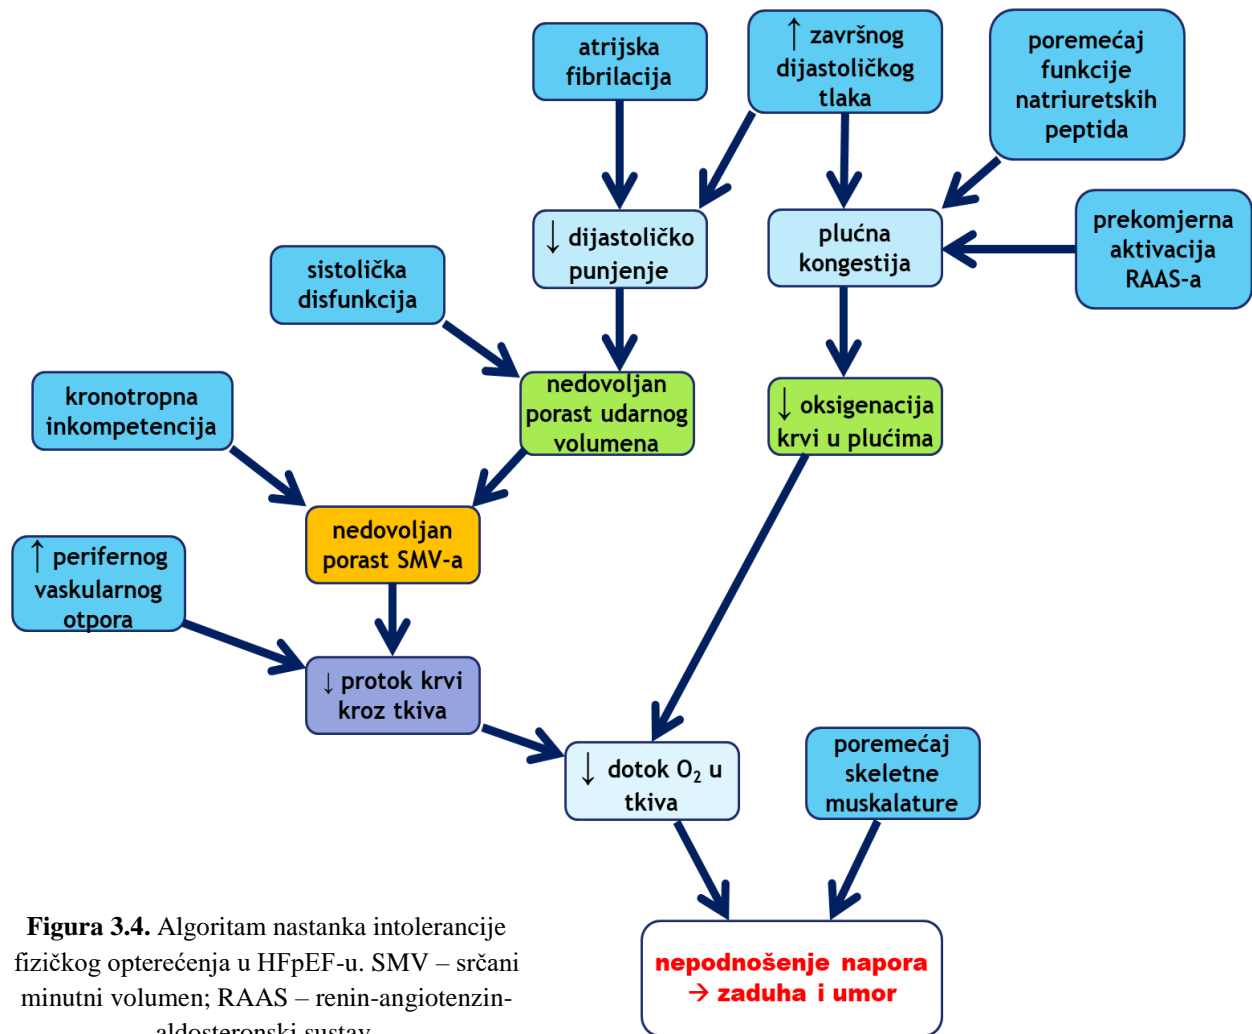 atrijska
fibrilacija
↑ završnog
dijastoličkog
tlaka
poremećaj
funkcije
natriuretskih
peptida
↓ dijastoličko
punjenje
plućna
kongestija
prekomjerna
aktivacija
RAAS-a
sistolička
disfunkcija
kronotropna
inkompetencija
nedovoljan
porast udarnog
volumena
↓ oksigenacija
krvi u plućima
nedovoljan
porast SMV-a
↑ perifernog
vaskularnog
otpora
↓ protok krvi
kroz tkiva
↓ dotok O₂ u
tkiva
poremećaj
skeletne
muskalature
nepodnošenje napora
→ zaduha i umor
Figura 3.4. Algoritam nastanka intolerancije
fizičkog opterećenja u HFpEF-u. SMV – srčani
minutni volumen; RAAS – renin-angiotenzin-
aldosteronski sustav